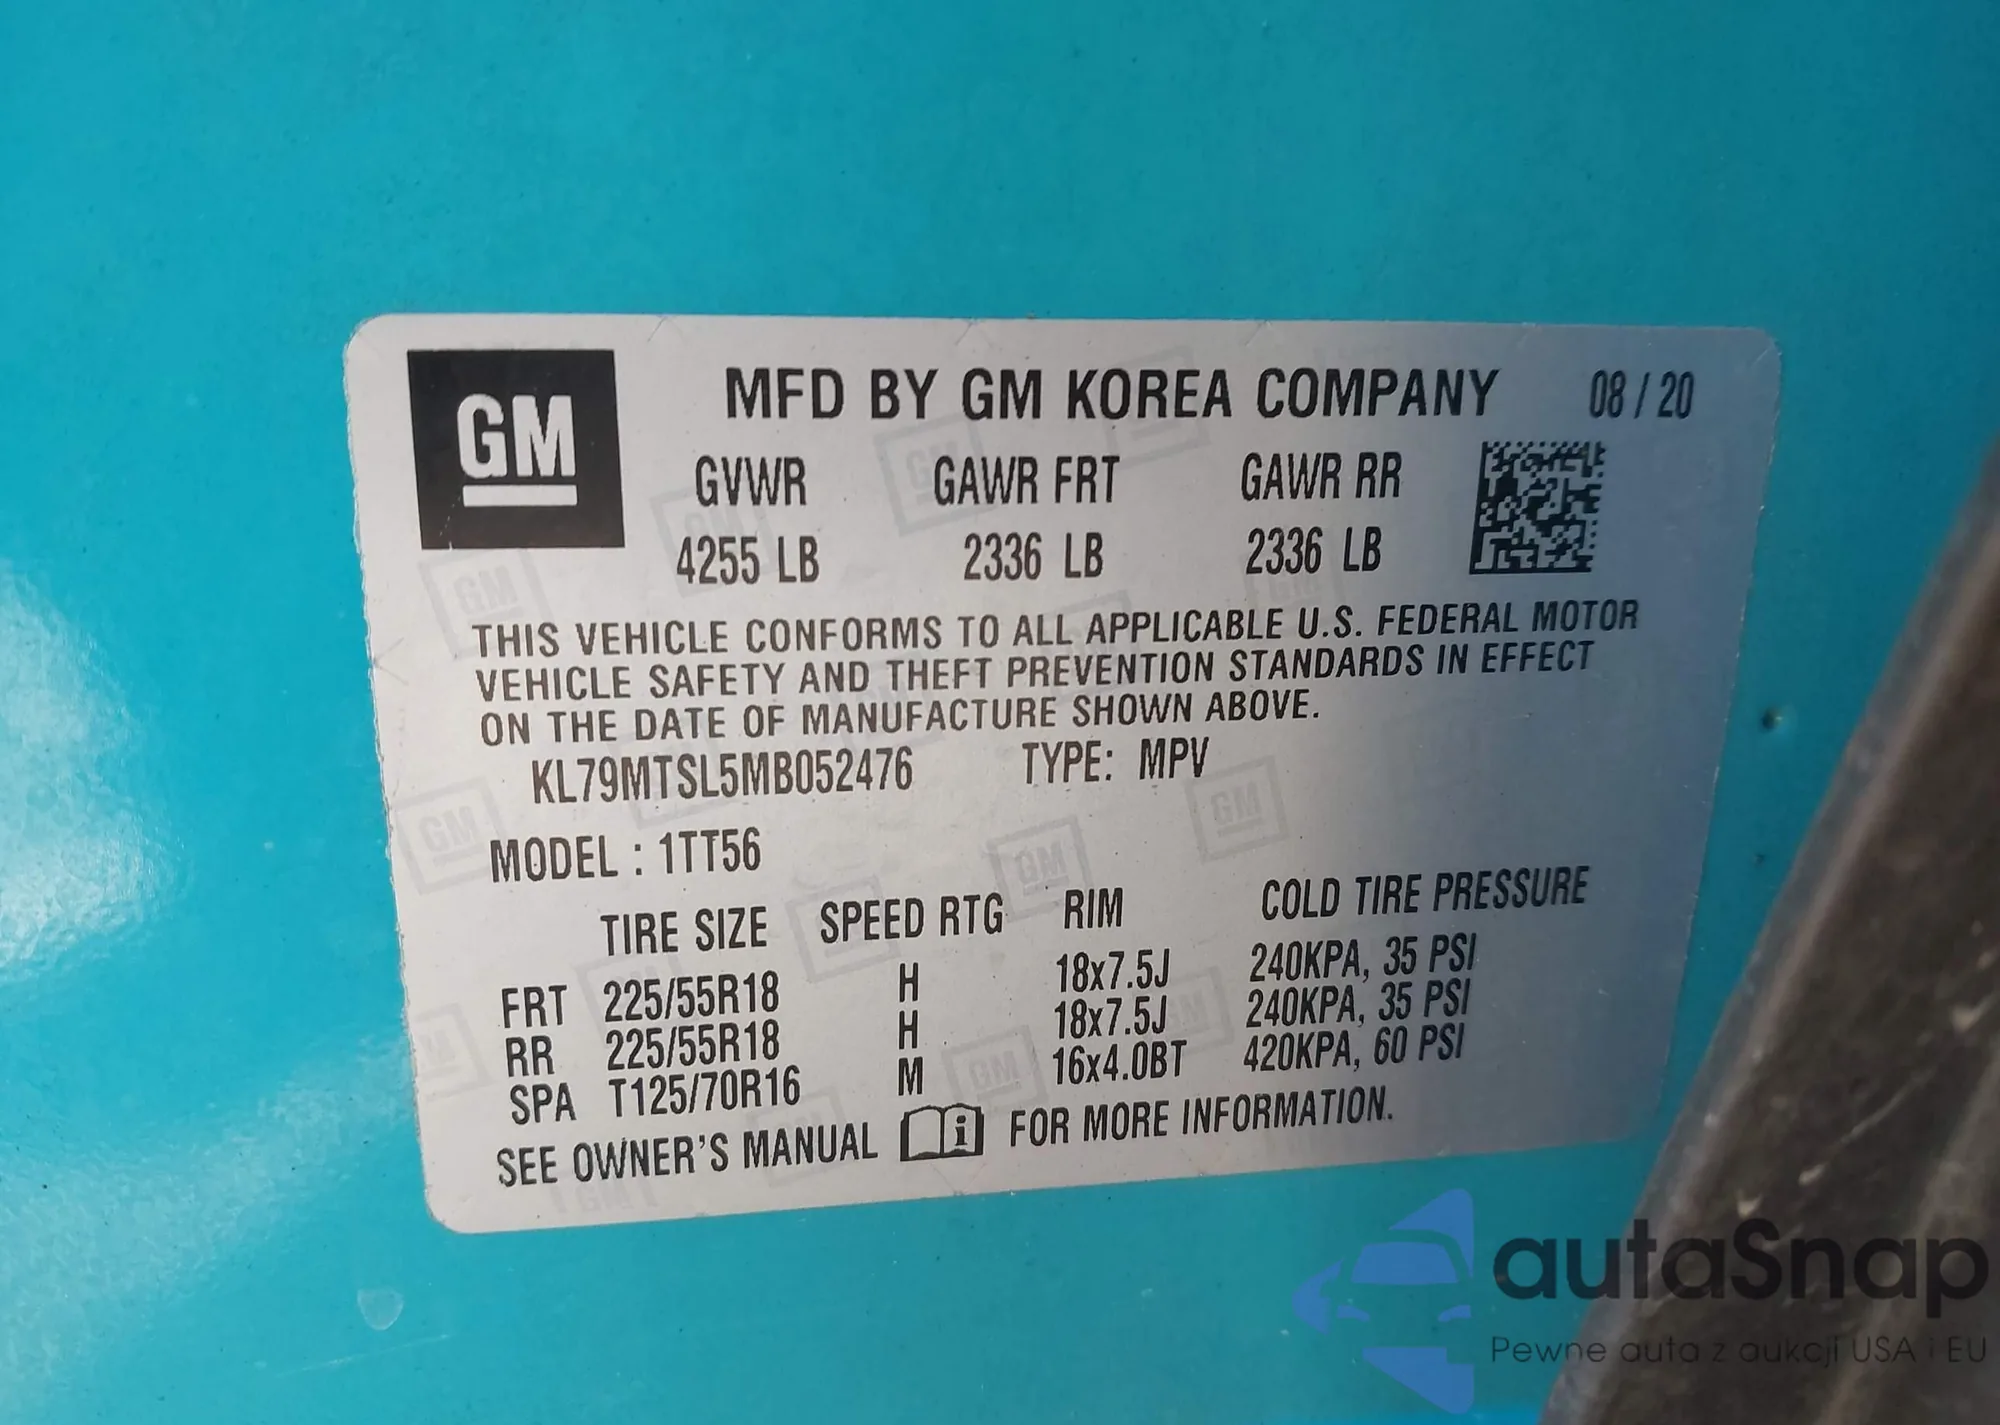 GM
MFD BY GM KOREA COMPANY 08 / 20
GVWR GAWR FRT GAWR RR
4255 LB 2336 LB 2336 LB
THIS VEHICLE CONFORMS TO ALL APPLICABLE U.S. FEDERAL MOTOR
VEHICLE SAFETY AND THEFT PREVENTION STANDARDS IN EFFECT
ON THE DATE OF MANUFACTURE SHOWN ABOVE.
KL79MTSL5MB052476 TYPE: MPV
MODEL : 1TT56
TIRE SIZE SPEED RTG RIM COLD TIRE PRESSURE
FRT 225/55R18 H 18x7.5J 240KPA, 35 PSI
RR 225/55R18 H 18x7.5J 240KPA, 35 PSI
SPA T125/70R16 M 16x4.0BT 420KPA, 60 PSI
SEE OWNER'S MANUAL i FOR MORE INFORMATION.
autaSnap
Pewne auta z aukcji USA i EU